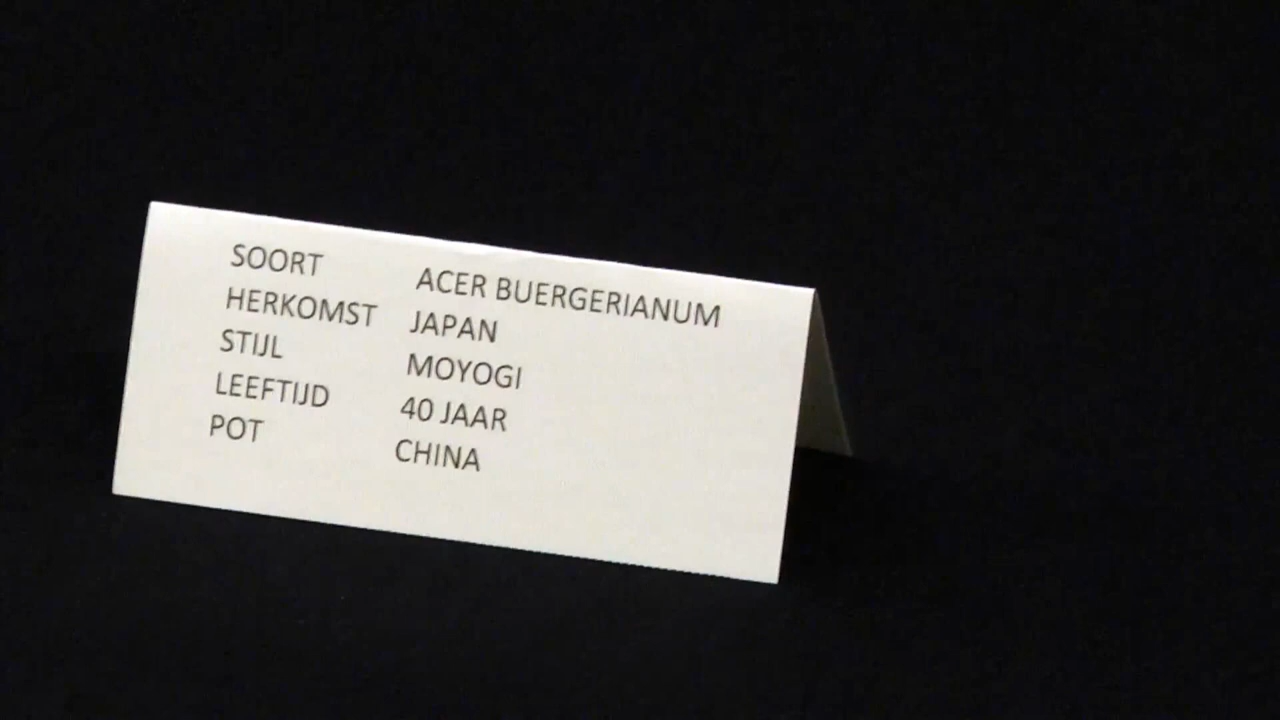 SOORT ACER BUERGERIANUM
HERKOMST JAPAN
STIJL MOYOGI
LEEFTIJD 40 JAAR
POT CHINA